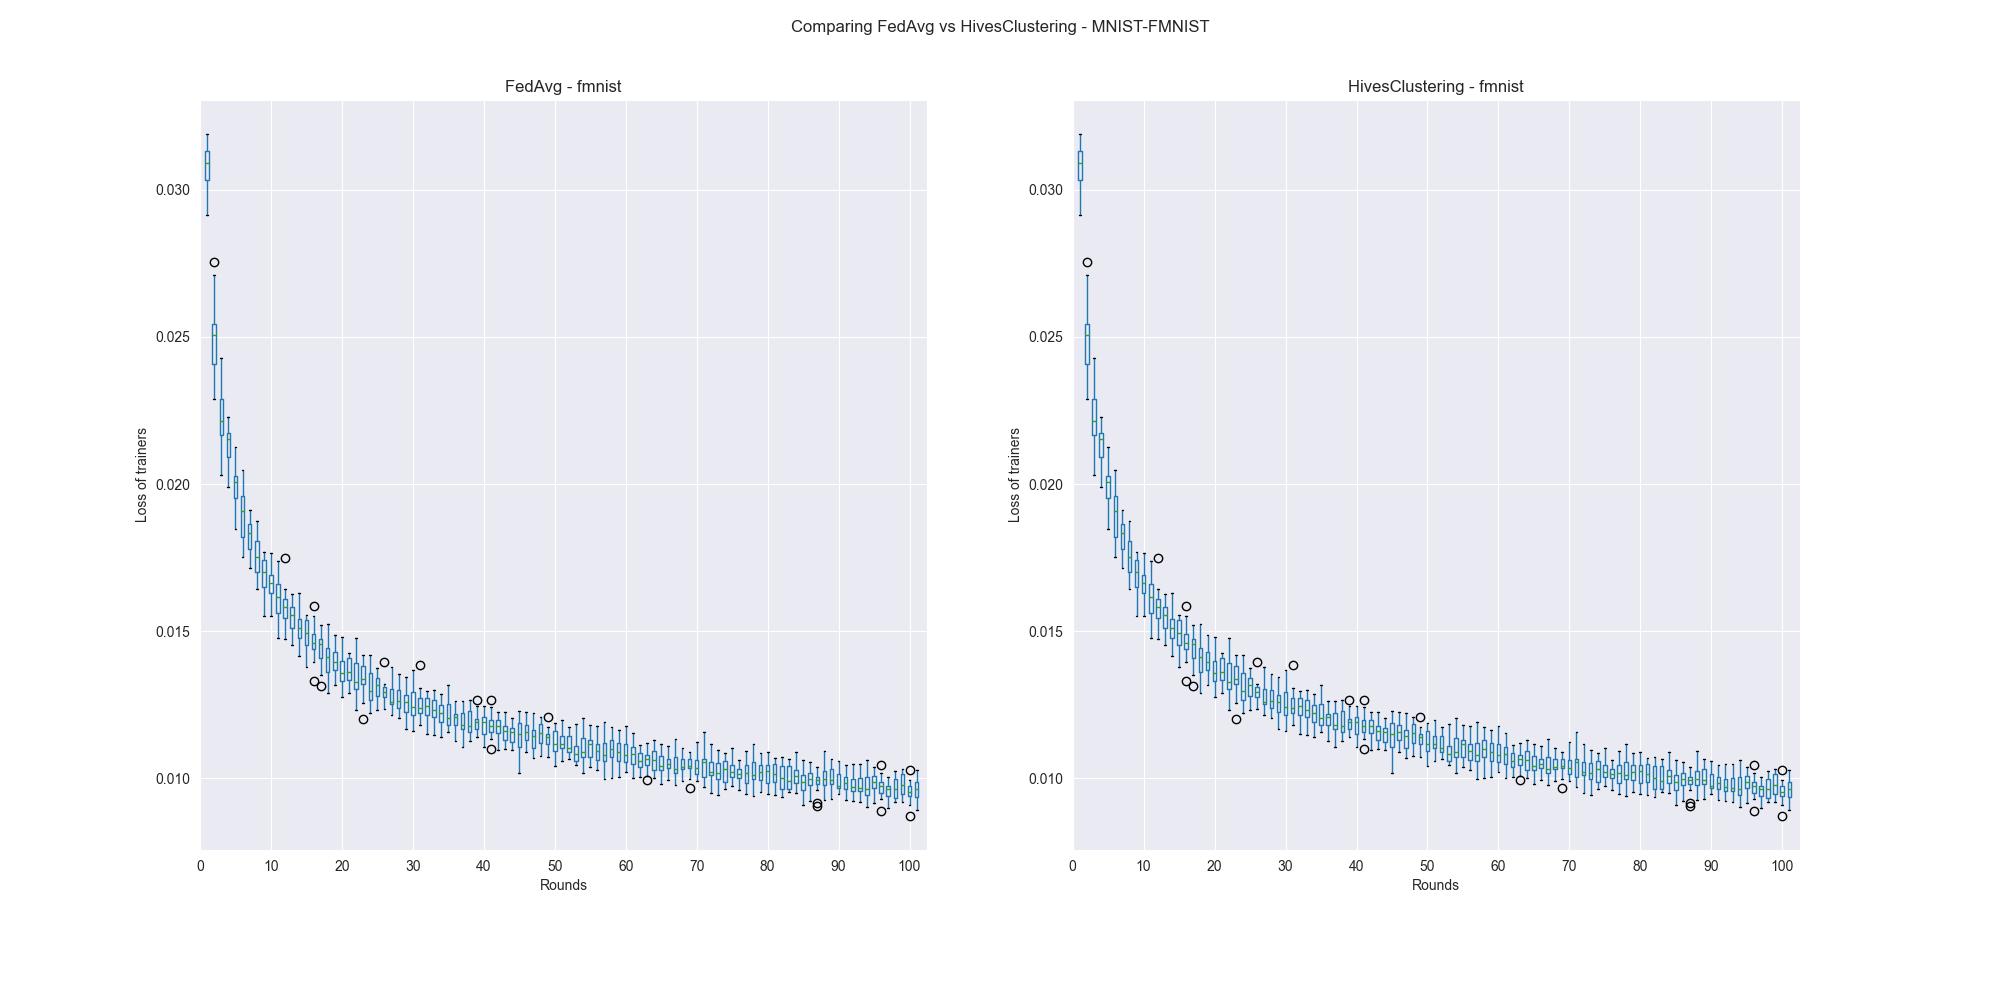 Comparing FedAvg vs HivesClustering - MNIST-FMNIST
FedAvg - fmnist
0.030
0.025
0.020
0.015
0.010
Loss of trainers
0 10 20 30 40 50 60 70 80 90 100
Rounds
HivesClustering - fmnist
0.030
0.025
0.020
0.015
0.010
Loss of trainers
0 10 20 30 40 50 60 70 80 90 100
Rounds